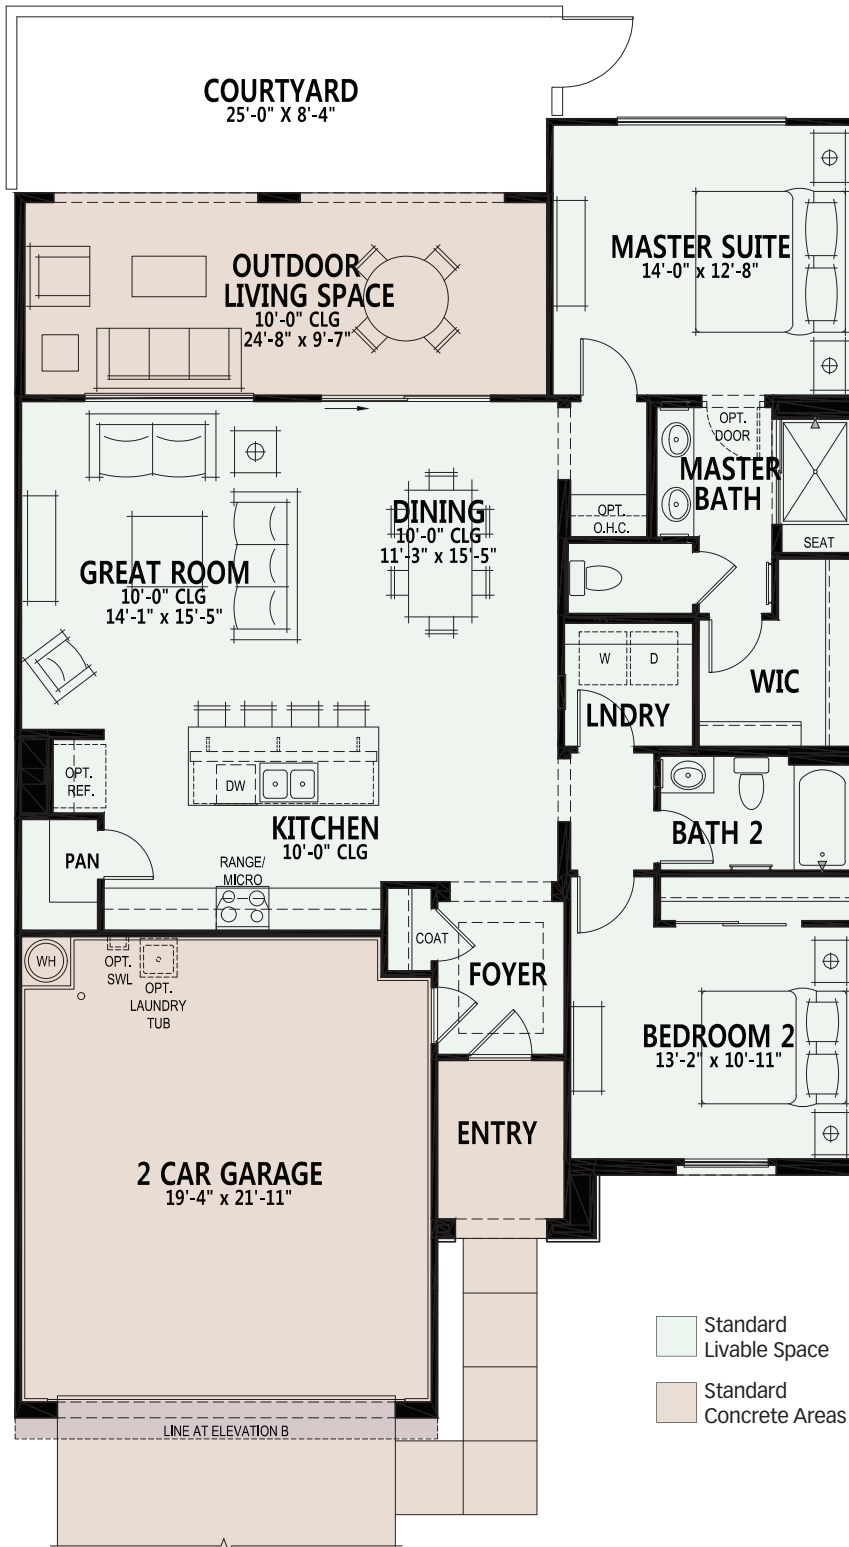 COURTYARD
25'-0" X 8'-4"
MASTER SUITE
14'-0" x 12'-8"
OUTDOOR
LIVING SPACE
10'-0" CLG
24'-8" x 9'-7"
OPT.
DOOR
MASTER
BATH
SEAT
OPT.
O.H.C.
DINING
10'-0" CLG
11'-3" x 15'-5"
GREAT ROOM
10'-0" CLG
14'-1" x 15'-5"
W
D
LNDRY
WIC
OPT.
REF.
DW
KITCHEN
10'-0" CLG
PAN
RANGE/
MICRO
BATH 2
COAT
FOYER
WH
OPT.
SWL
OPT.
LAUNDRY
TUB
BEDROOM 2
13'-2" x 10'-11"
ENTRY
2 CAR GARAGE
19'-4" x 21'-11"
Standard
Livable Space
Standard
Concrete Areas
LINE AT ELEVATION B